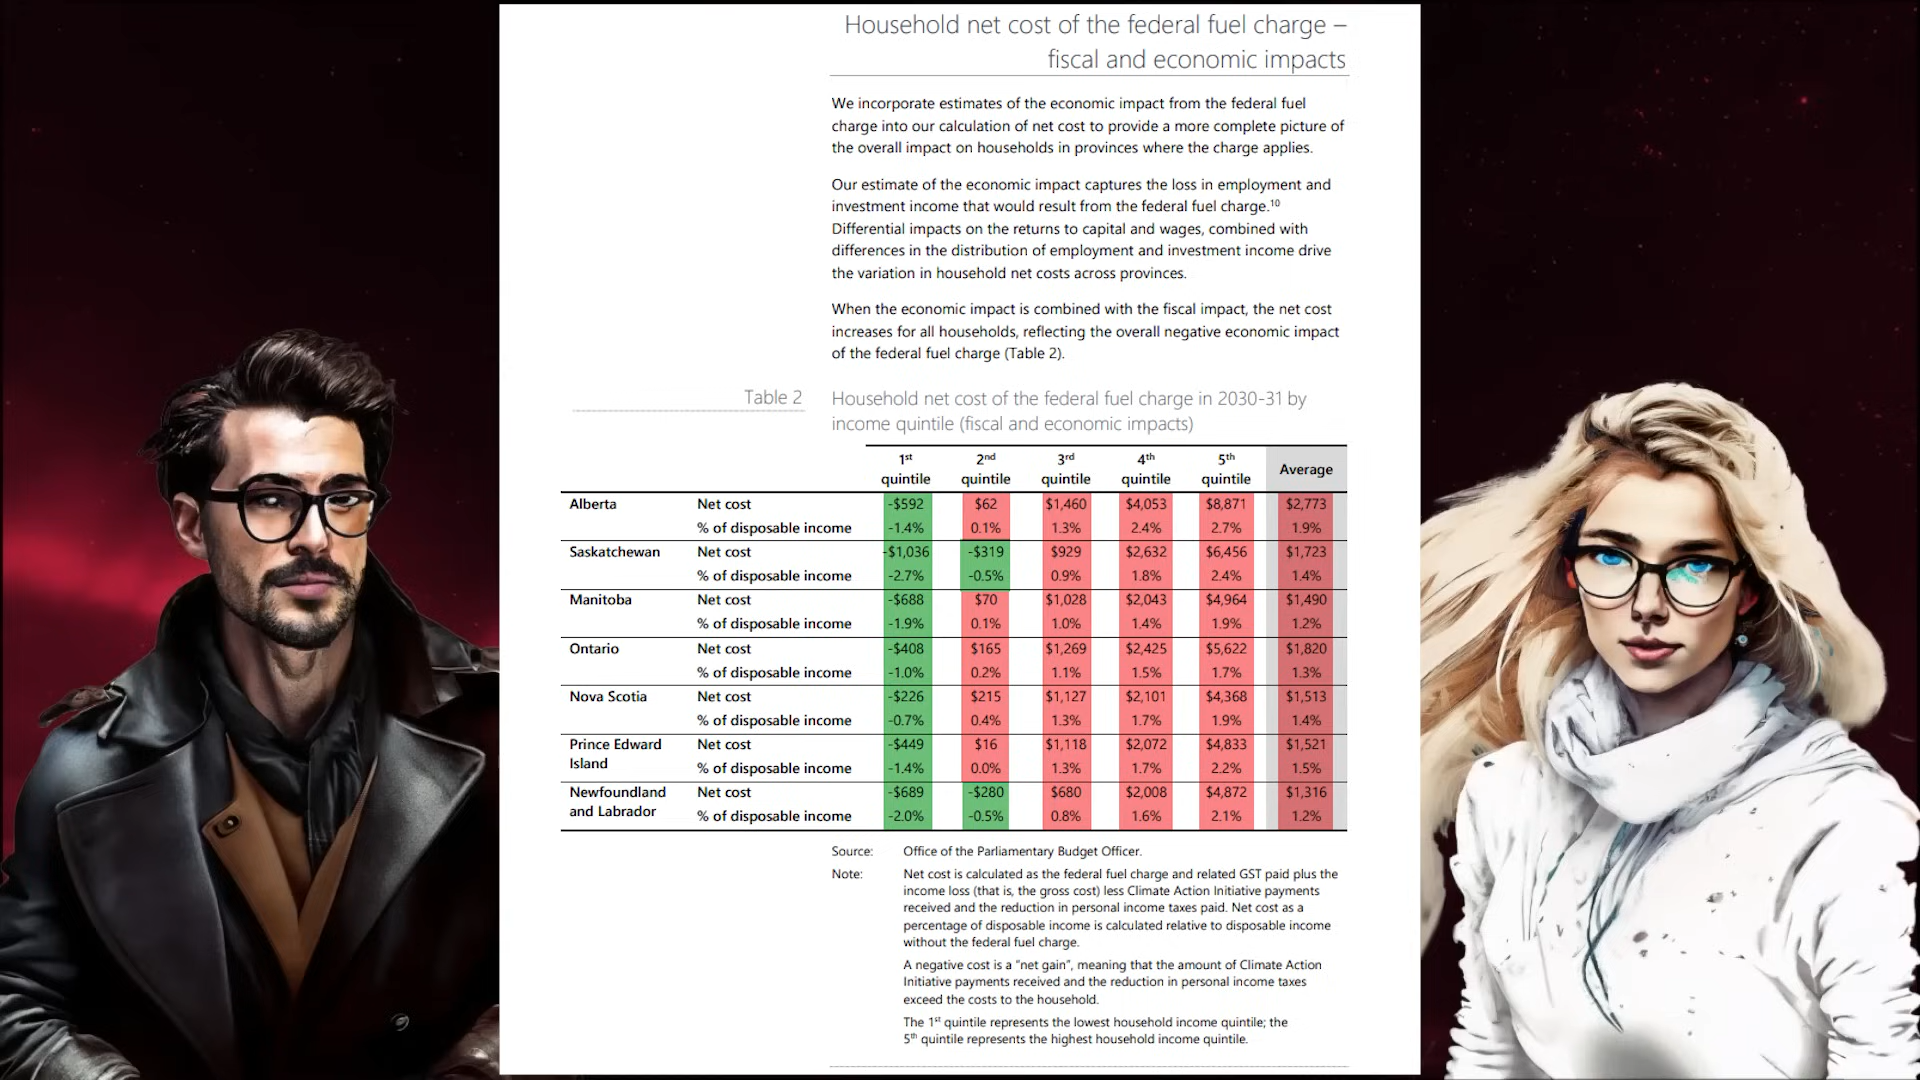 Household net cost of the federal fuel charge –
fiscal and economic impacts
We incorporate estimates of the economic impact from the federal fuel
charge into our calculation of net cost to provide a more complete picture of
the overall impact on households in provinces where the charge applies.
Our estimate of the economic impact captures the loss in employment and
investment income that would result from the federal fuel charge.¹⁰
Differential impacts on the returns to capital and wages, combined with
differences in the distribution of employment and investment income drive
the variation in household net costs across provinces.
When the economic impact is combined with the fiscal impact, the net cost
increases for all households, reflecting the overall negative economic impact
of the federal fuel charge (Table 2).
Table 2 Household net cost of the federal fuel charge in 2030-31 by
income quintile (fiscal and economic impacts)
1st quintile 2nd quintile 3rd quintile 4th quintile 5th quintile Average
Alberta Net cost -$592 $62 $1,460 $4,053 $8,871 $2,773
% of disposable income -1.4% 0.1% 1.3% 2.4% 2.7% 1.9%
Saskatchewan Net cost -$1,036 -$319 $929 $2,632 $6,456 $1,723
% of disposable income -2.7% -0.5% 0.9% 1.8% 2.4% 1.4%
Manitoba Net cost -$688 $70 $1,028 $2,043 $4,964 $1,490
% of disposable income -1.9% 0.1% 1.0% 1.4% 1.9% 1.2%
Ontario Net cost -$408 $165 $1,269 $2,425 $5,622 $1,820
% of disposable income -1.0% 0.2% 1.1% 1.5% 1.7% 1.3%
Nova Scotia Net cost -$226 $215 $1,127 $2,101 $4,368 $1,513
% of disposable income -0.7% 0.4% 1.3% 1.7% 1.9% 1.4%
Prince Edward Island Net cost -$449 $16 $1,118 $2,072 $4,833 $1,521
% of disposable income -1.4% 0.0% 1.3% 1.7% 2.2% 1.5%
Newfoundland and Labrador Net cost -$689 -$280 $680 $2,008 $4,872 $1,316
% of disposable income -2.0% -0.5% 0.8% 1.6% 2.1% 1.2%
Source: Office of the Parliamentary Budget Officer.
Note: Net cost is calculated as the federal fuel charge and related GST paid plus the
income loss (that is, the gross cost) less Climate Action Initiative payments
received and the reduction in personal income taxes paid. Net cost as a
percentage of disposable income is calculated relative to disposable income
without the federal fuel charge.
A negative cost is a "net gain", meaning that the amount of Climate Action
Initiative payments received and the reduction in personal income taxes
exceed the costs to the household.
The 1st quintile represents the lowest household income quintile; the
5th quintile represents the highest household income quintile.